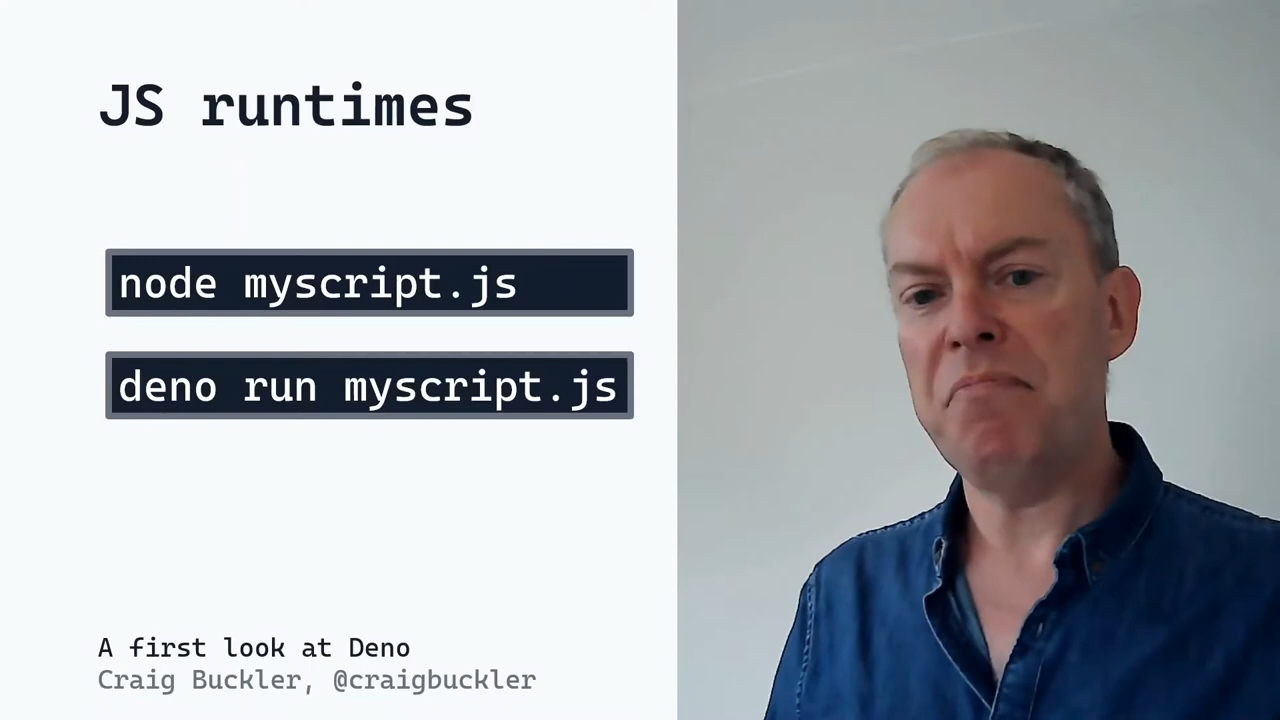 JS runtimes
node myscript.js
deno run myscript.js
A first look at Deno
Craig Buckler, @craigbuckler